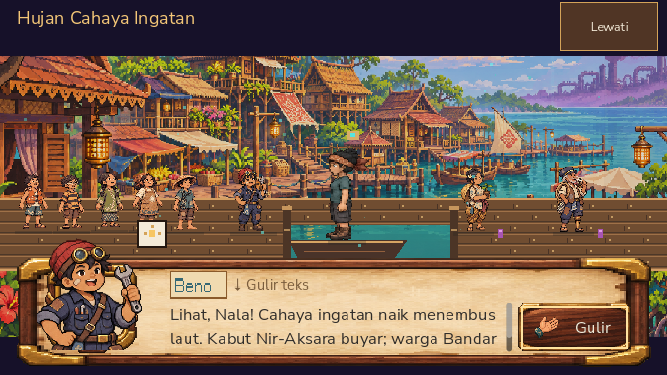 Hujan Cahaya Ingatan
Lewati
Beno
↓ Gulir teks
Lihat, Nala! Cahaya ingatan naik menembus
laut. Kabut Nir-Aksara buyar; warga Bandar
Gulir